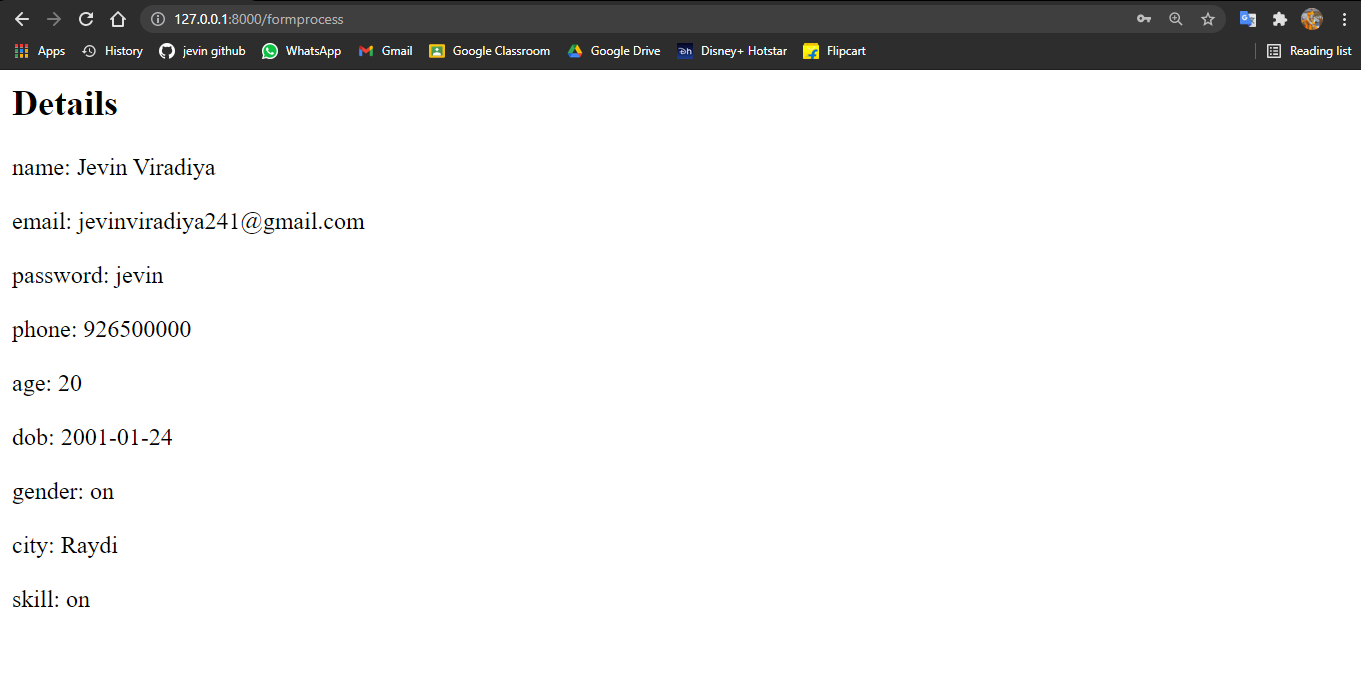 127.0.0.1:8000/formprocess
Apps History jevin github WhatsApp Gmail Google Classroom Google Drive Disney+ Hotstar Flipcart Reading list
Details
name: Jevin Viradiya
email: jevinviradiya241@gmail.com
password: jevin
phone: 926500000
age: 20
dob: 2001-01-24
gender: on
city: Raydi
skill: on